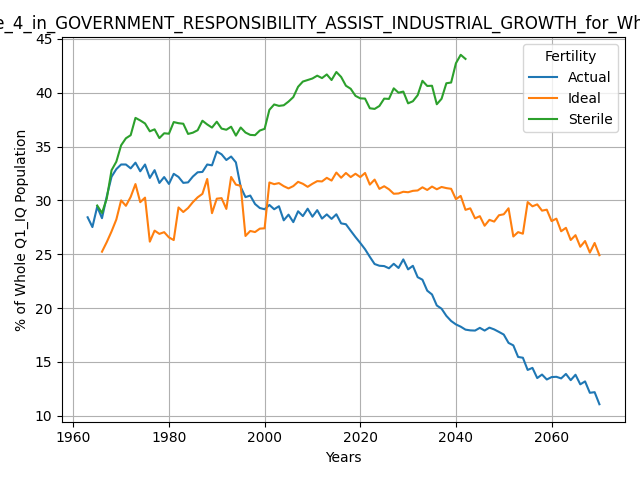 e_4_in_GOVERNMENT_RESPONSIBILITY_ASSIST_INDUSTRIAL_GROWTH_for_Wh
Fertility
Actual
Ideal
Sterile
% of Whole Q1_IQ Population
45
40
35
30
25
20
15
10
1960
1980
2000
2020
2040
2060
Years